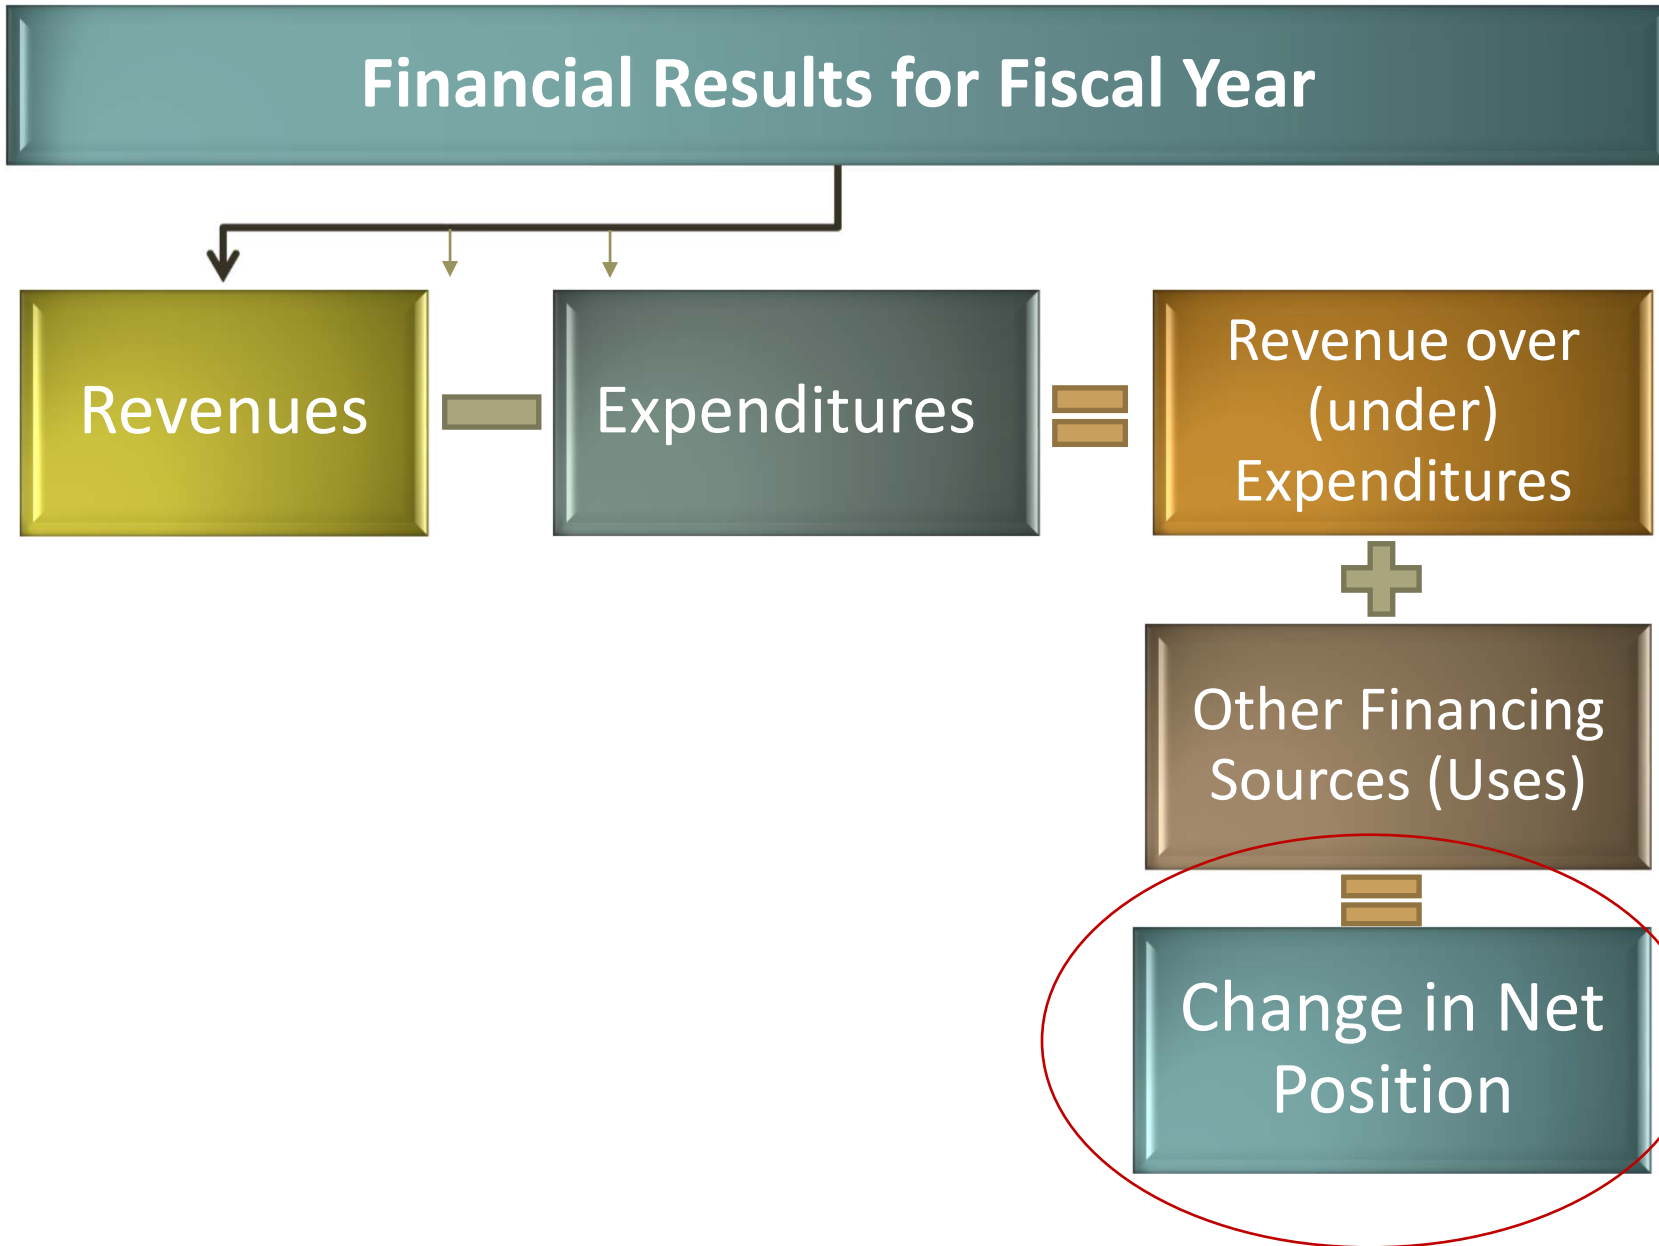 Financial Results for Fiscal Year
Revenues
Expenditures
Revenue over
(under)
Expenditures
Other Financing
Sources (Uses)
Change in Net
Position